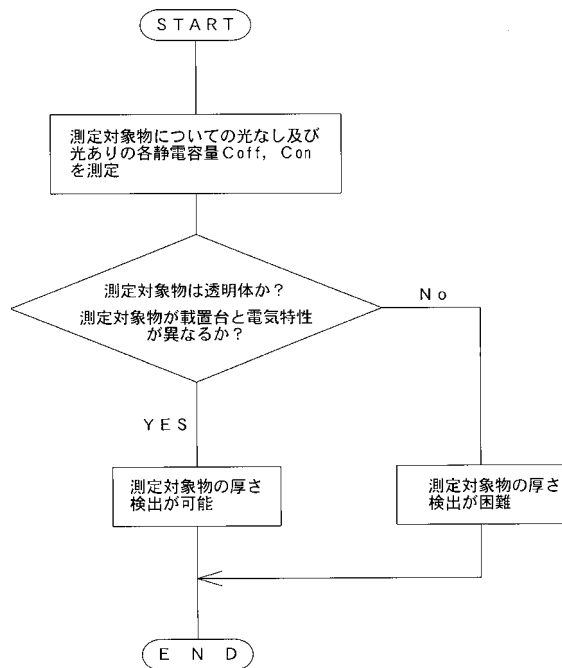 START
測定対象物についての光なし及び
光ありの各静電容量Coff，Con
を測定
測定対象物は透明体か？
測定対象物が載置台と電気特性
が異なるか？
No
YES
測定対象物の厚さ
検出が可能
測定対象物の厚さ
検出が困難
END